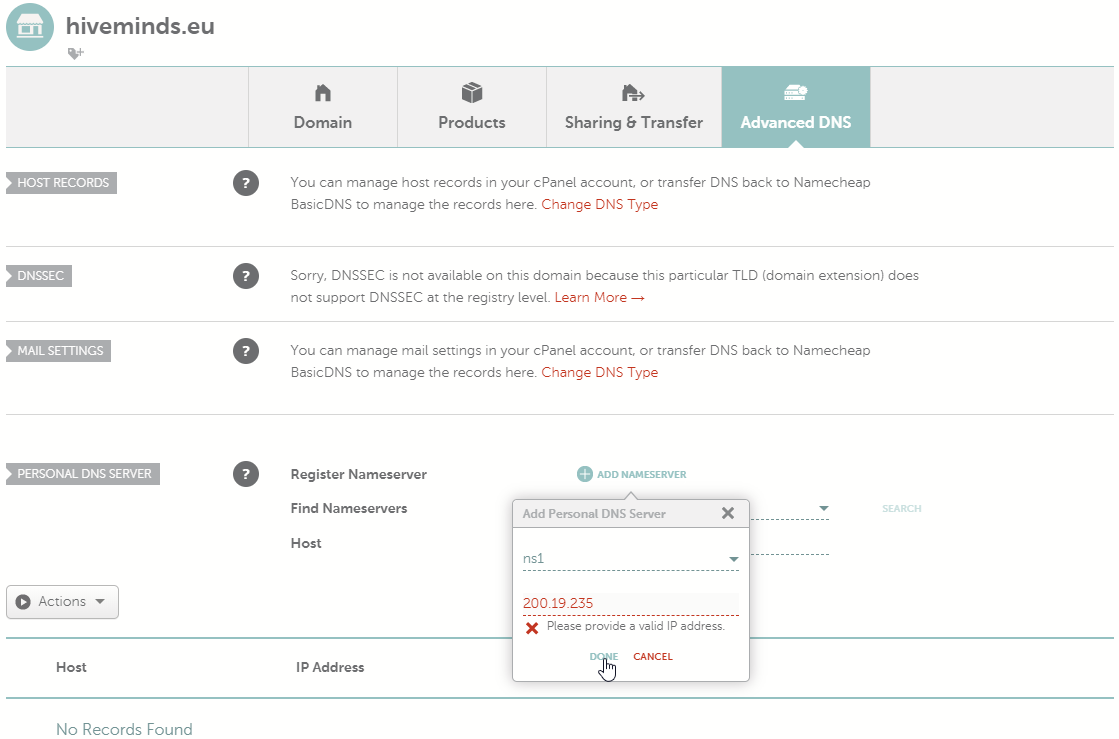 hiveminds.eu
Domain
Products
Sharing & Transfer
Advanced DNS
HOST RECORDS
?
You can manage host records in your cPanel account, or transfer DNS back to Namecheap
BasicDNS to manage the records here. Change DNS Type
DNSSEC
?
Sorry, DNSSEC is not available on this domain because this particular TLD (domain extension) does
not support DNSSEC at the registry level. Learn More →
MAIL SETTINGS
?
You can manage mail settings in your cPanel account, or transfer DNS back to Namecheap
BasicDNS to manage the records here. Change DNS Type
PERSONAL DNS SERVER
?
Register Nameserver
ADD NAMESERVER
Find Nameservers
SEARCH
Host
Add Personal DNS Server
ns1
200.19.235
Please provide a valid IP address.
DONE CANCEL
Actions
Host IP Address
No Records Found